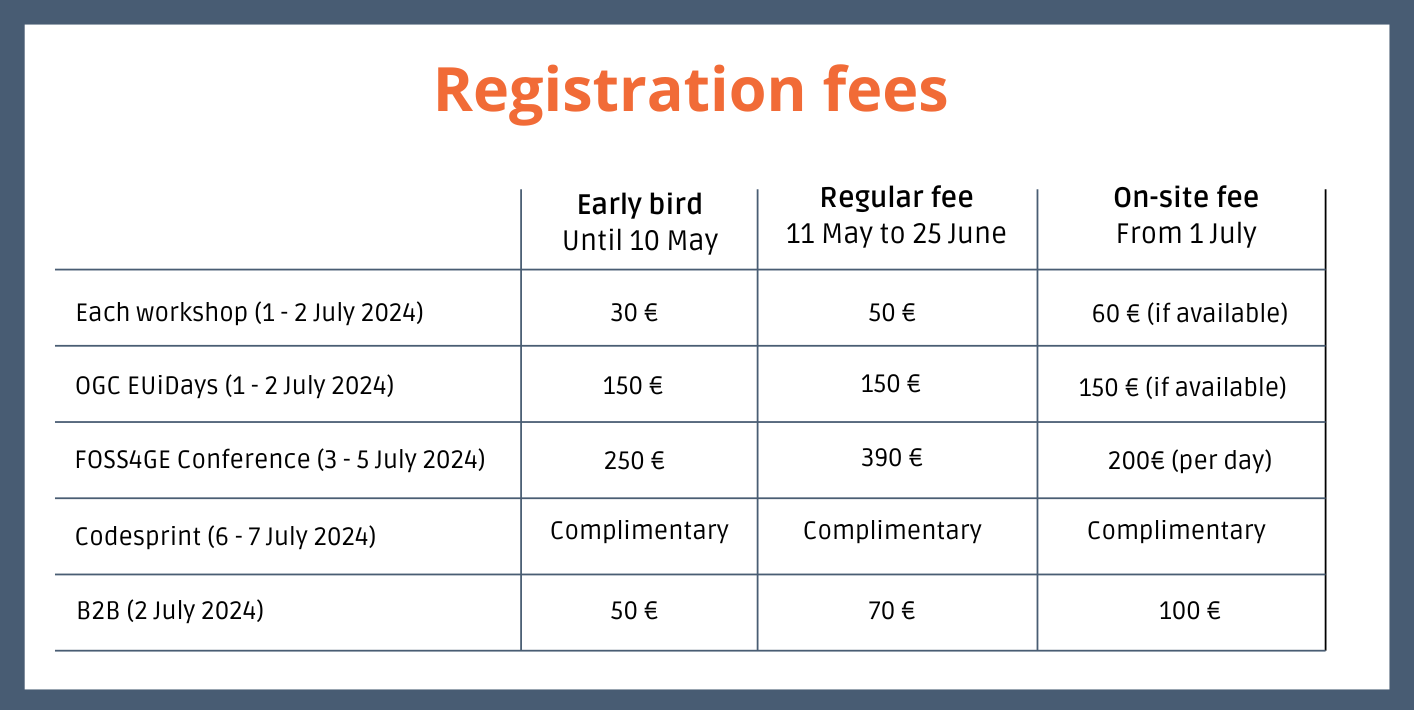 Registration fees
Early bird
Until 10 May
Regular fee
11 May to 25 June
On-site fee
From 1 July
Each workshop (1 - 2 July 2024)
30 €
50 €
60 € (if available)
OGC EUiDays (1 - 2 July 2024)
150 €
150 €
150 € (if available)
FOSS4GE Conference (3 - 5 July 2024)
250 €
390 €
200€ (per day)
Codesprint (6 - 7 July 2024)
Complimentary
Complimentary
Complimentary
B2B (2 July 2024)
50 €
70 €
100 €